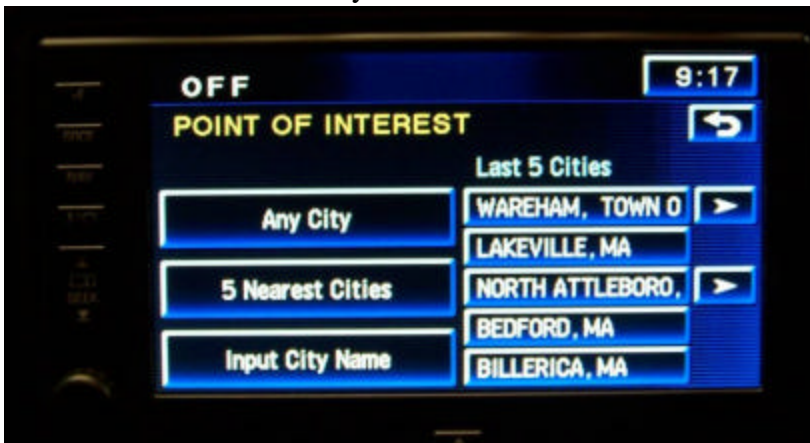 OFF
9:17
POINT OF INTEREST
Last 5 Cities
Any City
5 Nearest Cities
Input City Name
WAREHAM, TOWN O
LAKEVILLE, MA
NORTH ATTLEBORO,
BEDFORD, MA
BILLERICA, MA
SEEK